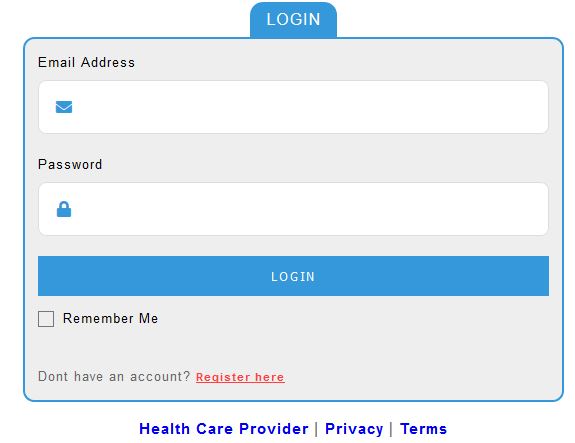 LOGIN
Email Address
Password
LOGIN
Remember Me
Dont have an account? Register here
Health Care Provider | Privacy | Terms